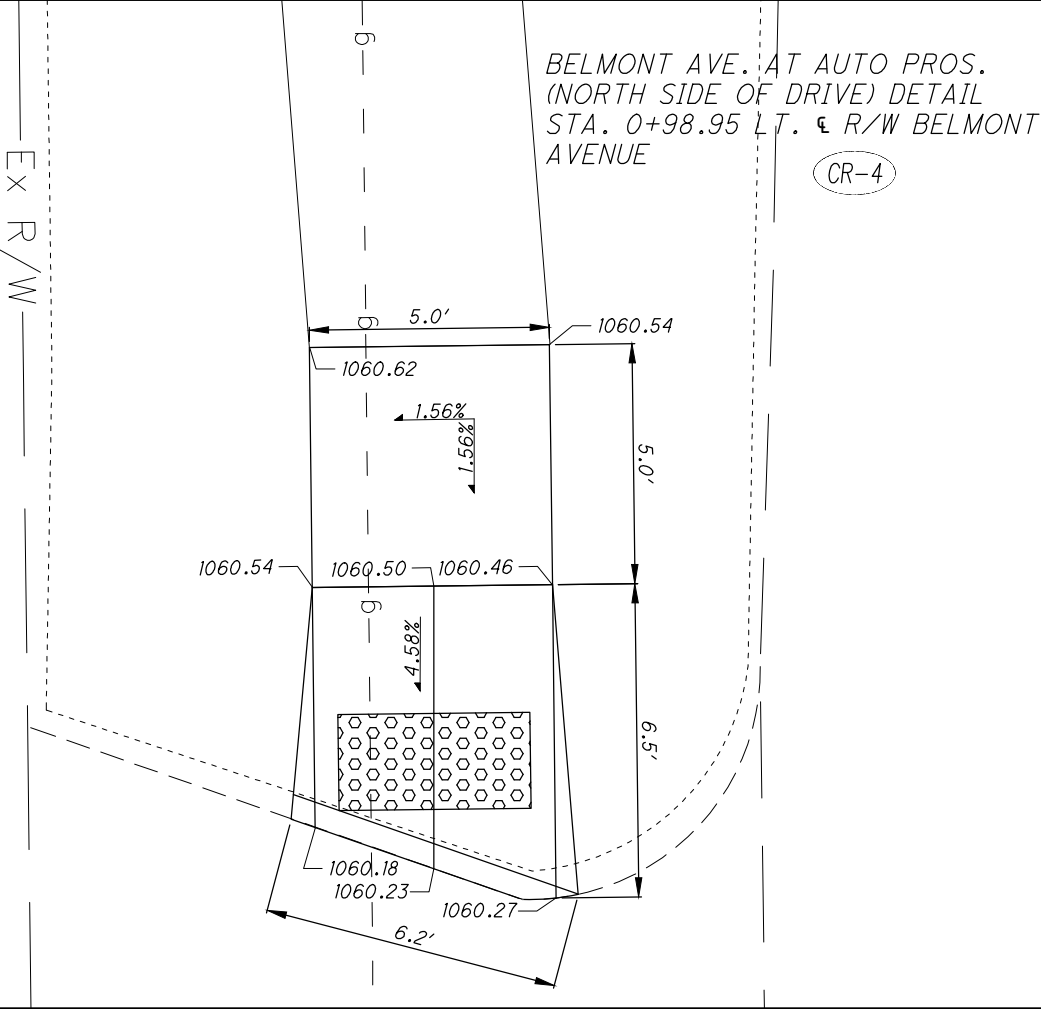 g
BELMONT AVE. AT AUTO PROS.
(NORTH SIDE OF DRIVE) DETAIL
STA. 0+98.95 LT. ℄ R/W BELMONT
AVENUE
CR-4
Ex R/W
5.0'
g
1060.54
1060.62
1.56%
1.56%
5.0'
1060.54
1060.50
1060.46
g
4.58%
6.5'
1060.18
1060.23
1060.27
6.2'